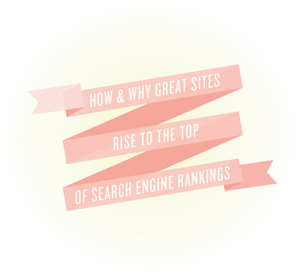 HOW & WHY GREAT SITES
RISE TO THE TOP
OF SEARCH ENGINE RANKINGS